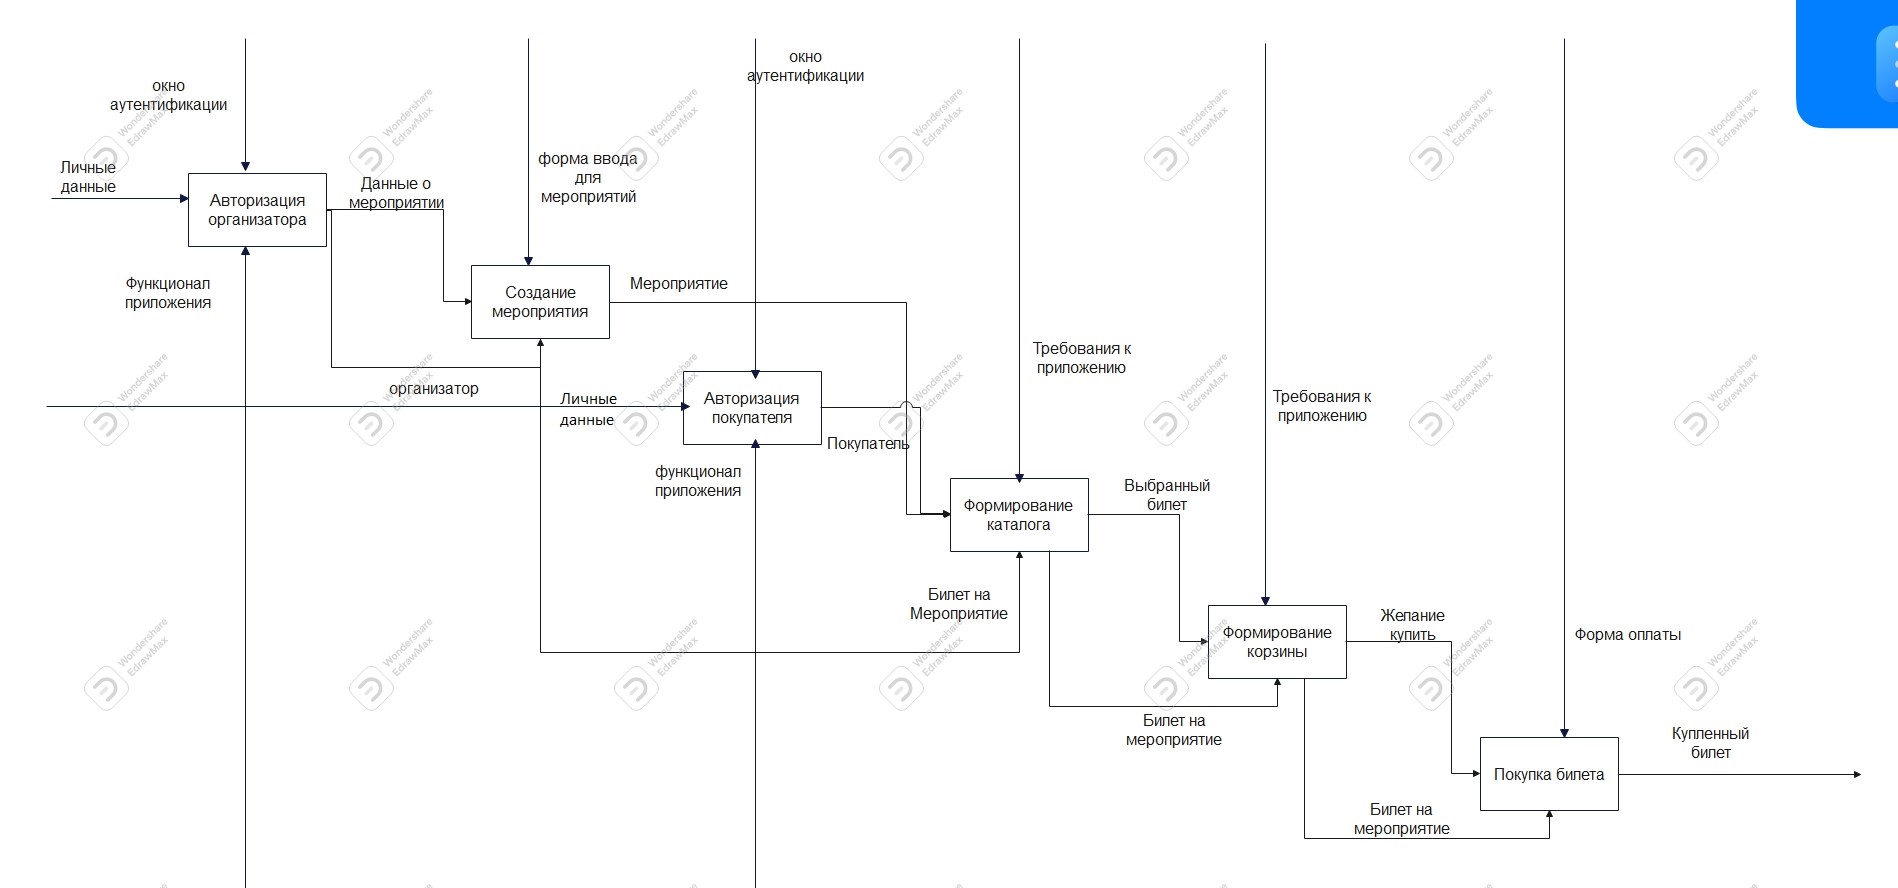 окно
аутентификации
окно
аутентификации
Личные
данные
Авторизация
организатора
Данные о
мероприятии
форма ввода
для
мероприятий
Функционал
приложения
Создание
мероприятия
Мероприятие
организатор
Личные
данные
Авторизация
покупателя
Покупатель
функционал
приложения
Требования к
приложению
Требования к
приложению
Формирование
каталога
Выбранный
билет
Билет на
Мероприятие
Формирование
корзины
Желание
купить
Форма оплаты
Билет на
мероприятие
Покупка билета
Купленный
билет
Билет на
мероприятие
Wondershare
EdrawMax